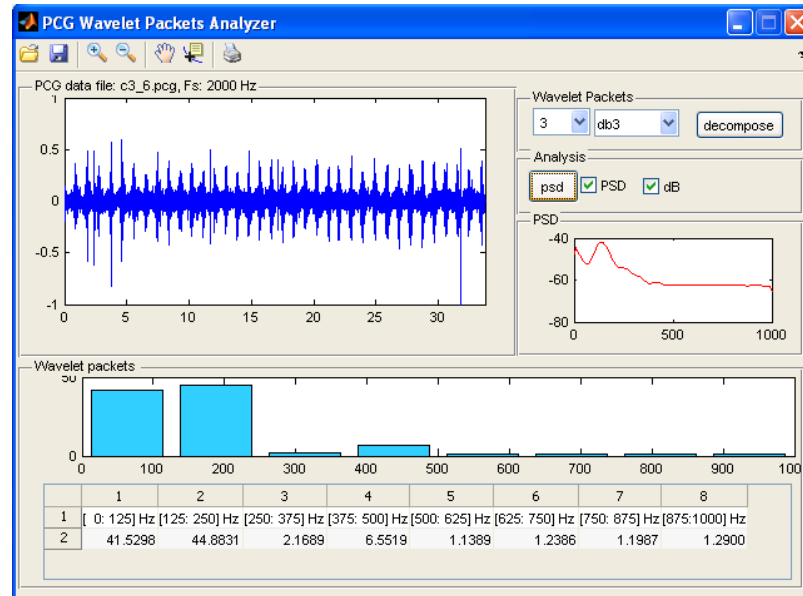 PCG Wavelet Packets Analyzer
PCG data file: c3_6.pcg, Fs: 2000 Hz
1
0.5
0
-0.5
-1
0 5 10 15 20 25 30
Wavelet Packets
3 db3 decompose
Analysis
psd PSD dB
PSD
-40
-60
-80
0 500 1000
Wavelet packets
50
0
0 100 200 300 400 500 600 700 800 900 100
1 2 3 4 5 6 7 8
1 [ 0: 125] Hz [125: 250] Hz [250: 375] Hz [375: 500] Hz [500: 625] Hz [625: 750] Hz [750: 875] Hz [875:1000] Hz
2 41.5298 44.8831 2.1689 6.5519 1.1389 1.2386 1.1987 1.2900